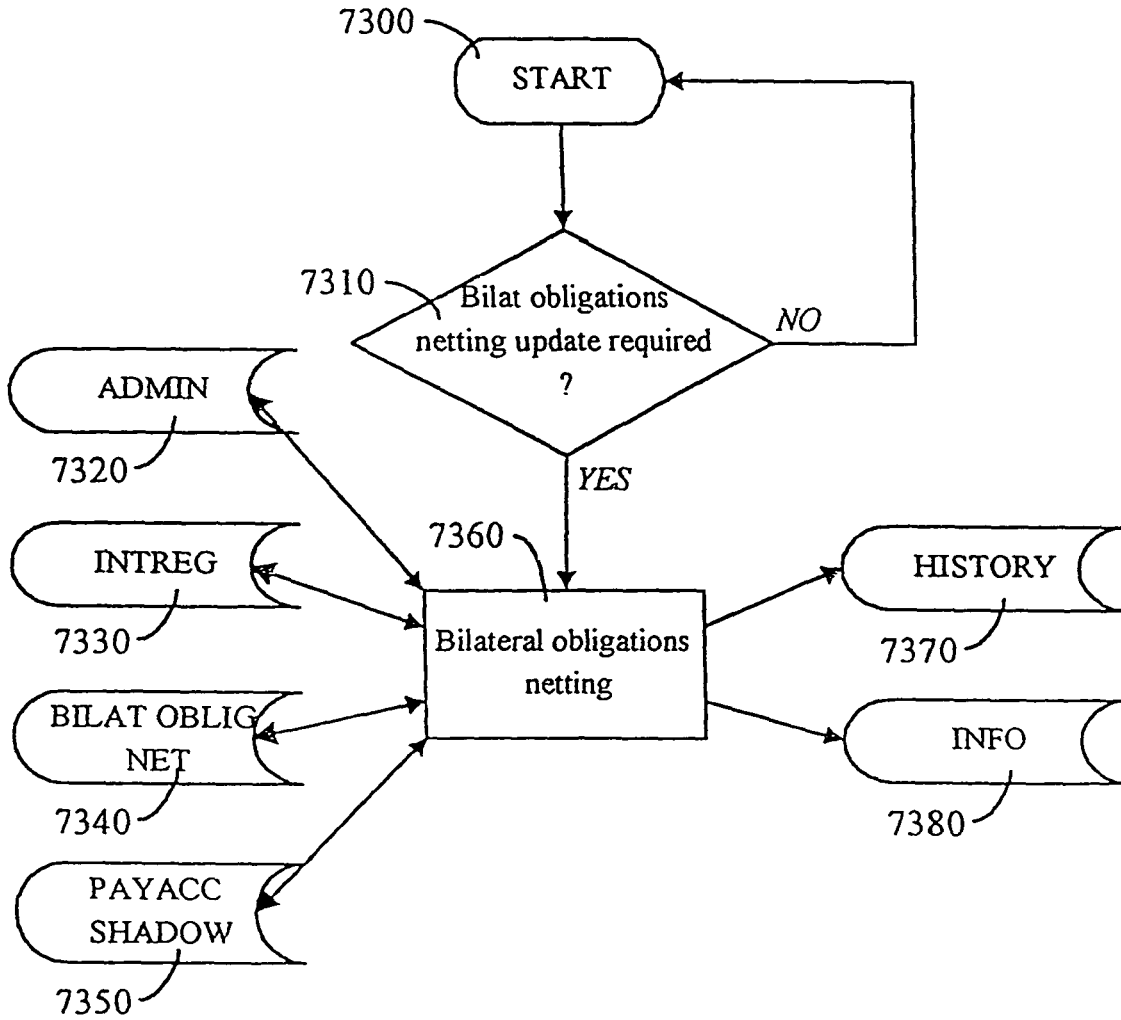 7300
START
7310
Bilat obligations
netting update required
?
NO
YES
ADMIN
7320
INTREG
7330
BILAT OBLIG
NET
7340
PAYACC
SHADOW
7350
7360
Bilateral obligations
netting
HISTORY
7370
INFO
7380